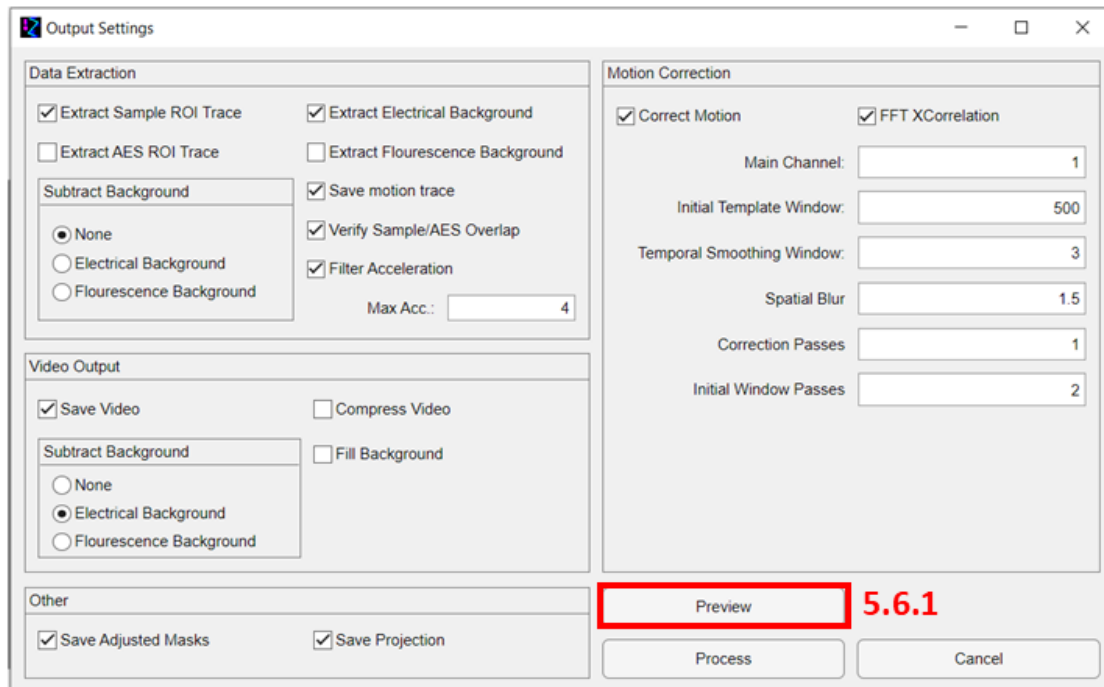 Output Settings
Data Extraction
Extract Sample ROI Trace
Extract Electrical Background
Extract AES ROI Trace
Extract Flourescence Background
Subtract Background
None
Electrical Background
Flourescence Background
Save motion trace
Verify Sample/AES Overlap
Filter Acceleration
Max Acc.: 4
Video Output
Save Video
Compress Video
Subtract Background
None
Electrical Background
Flourescence Background
Fill Background
Other
Save Adjusted Masks
Save Projection
Motion Correction
Correct Motion
FFT XCorrelation
Main Channel: 1
Initial Template Window: 500
Temporal Smoothing Window: 3
Spatial Blur 1.5
Correction Passes 1
Initial Window Passes 2
Preview
5.6.1
Process
Cancel